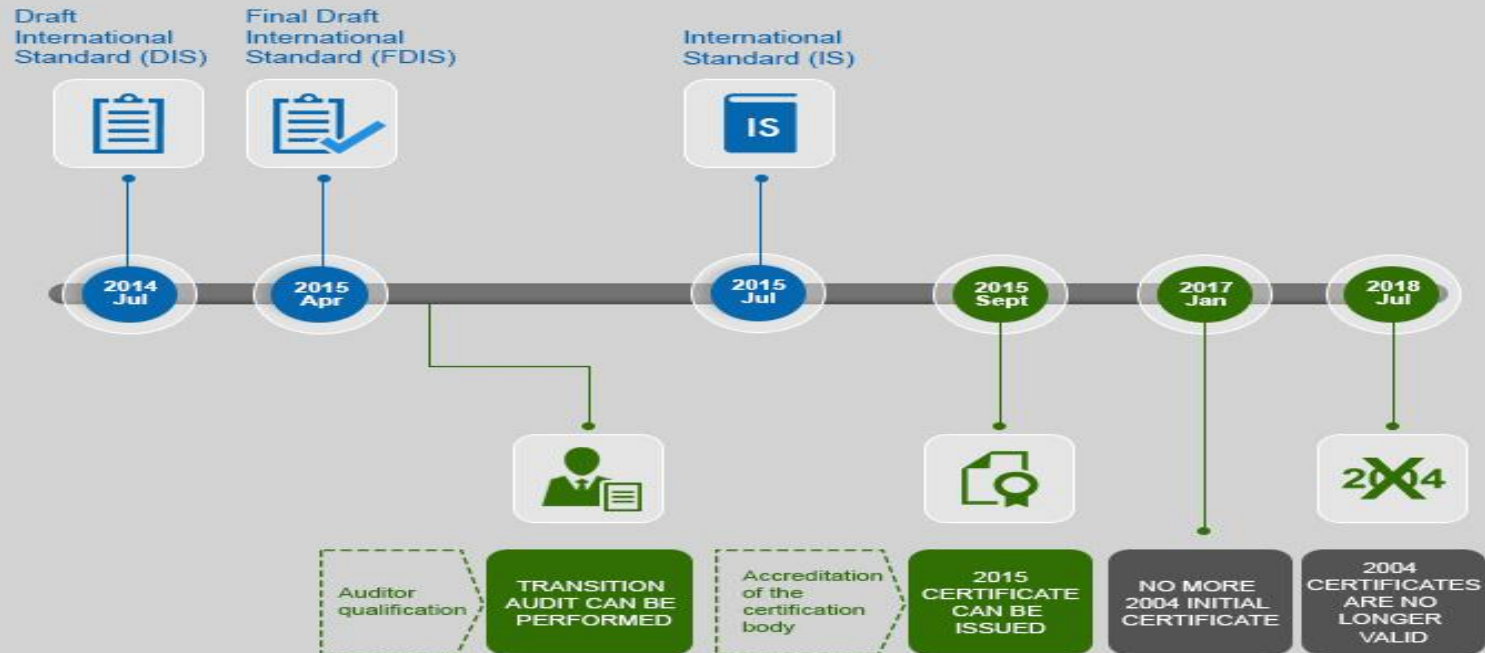 Draft
International
Standard (DIS)
Final Draft
International
Standard (FDIS)
International
Standard (IS)
IS
2014
Jul
2015
Apr
2015
Jul
2015
Sept
2017
Jan
2018
Jul
2004
Auditor
qualification
TRANSITION
AUDIT CAN BE
PERFORMED
Accreditation
of the
certification
body
2015
CERTIFICATE
CAN BE
ISSUED
NO MORE
2004 INITIAL
CERTIFICATE
2004
CERTIFICATES
ARE NO
LONGER
VALID